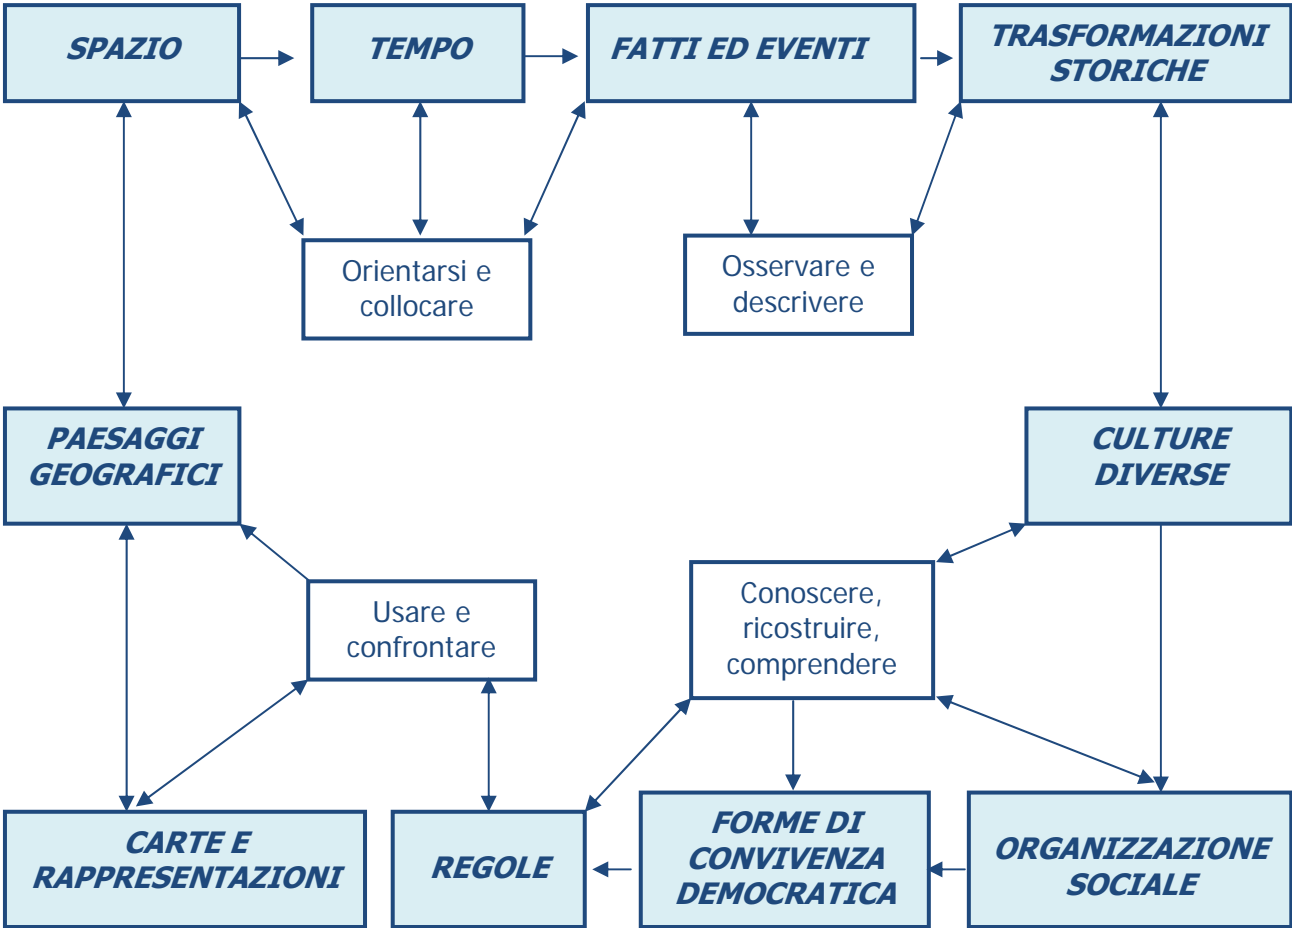 SPAZIO
TEMPO
FATTI ED EVENTI
TRASFORMAZIONI
STORICHE
Orientarsi e
collocare
Osservare e
descrivere
PAESAGGI
GEOGRAFICI
CULTURE
DIVERSE
Usare e
confrontare
Conoscere,
ricostruire,
comprendere
CARTE E
RAPPRESENTAZIONI
REGOLE
FORME DI
CONVIVENZA
DEMOCRATICA
ORGANIZZAZIONE
SOCIALE